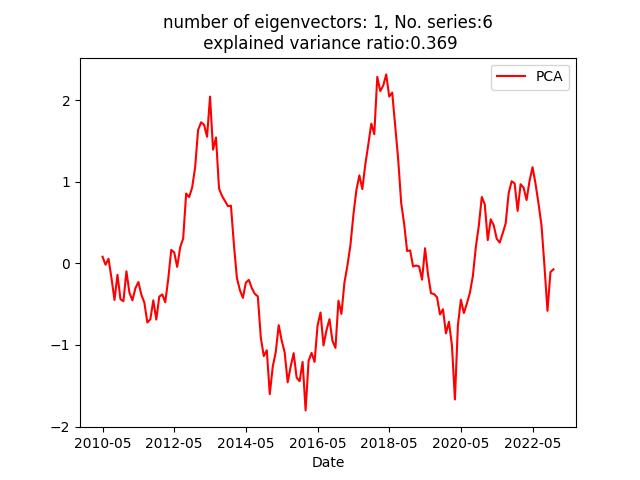 number of eigenvectors: 1, No. series:6
explained variance ratio:0.369
PCA
2
1
0
−1
−2
2010-05 2012-05 2014-05 2016-05 2018-05 2020-05 2022-05
Date